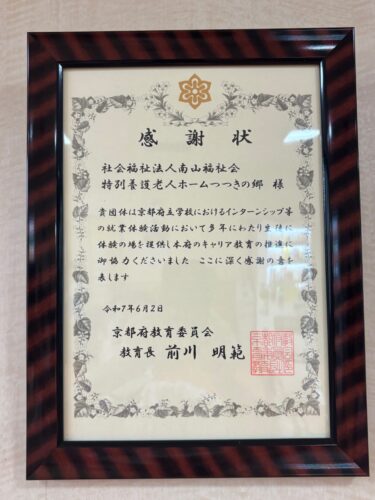 感謝状
社会福祉法人南山福祉会
特別養護老人ホームつつきの郷 様
貴団体は京都府立学校におけるインターンシップ等
の就業体験活動において多年にわたり生徒に
体験の場を提供し本府のキャリア教育の推進に
御協力くださいました ここに深く感謝の意を
表します
令和7年6月2日
京都府教育委員会
教育長 前川 明範